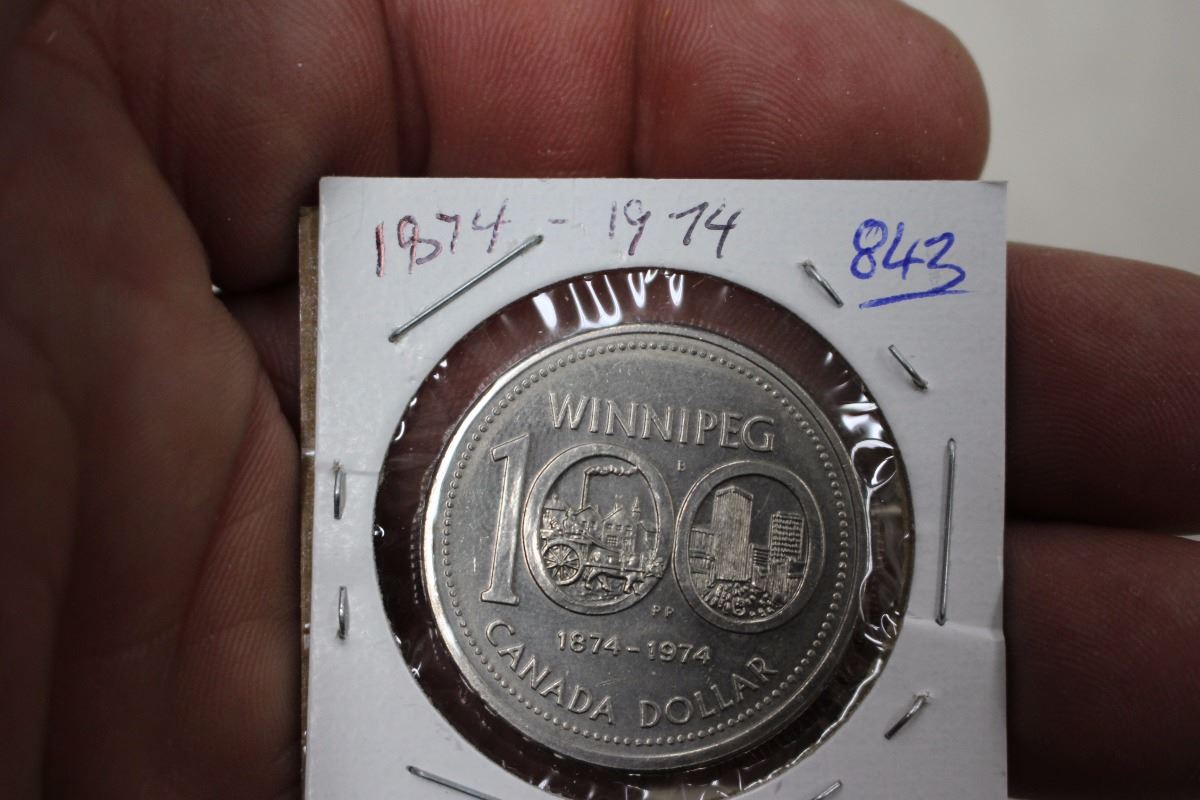 1874 - 1974
843
WINNIPEG
100
B
PP
1874 - 1974
CANADA DOLLAR